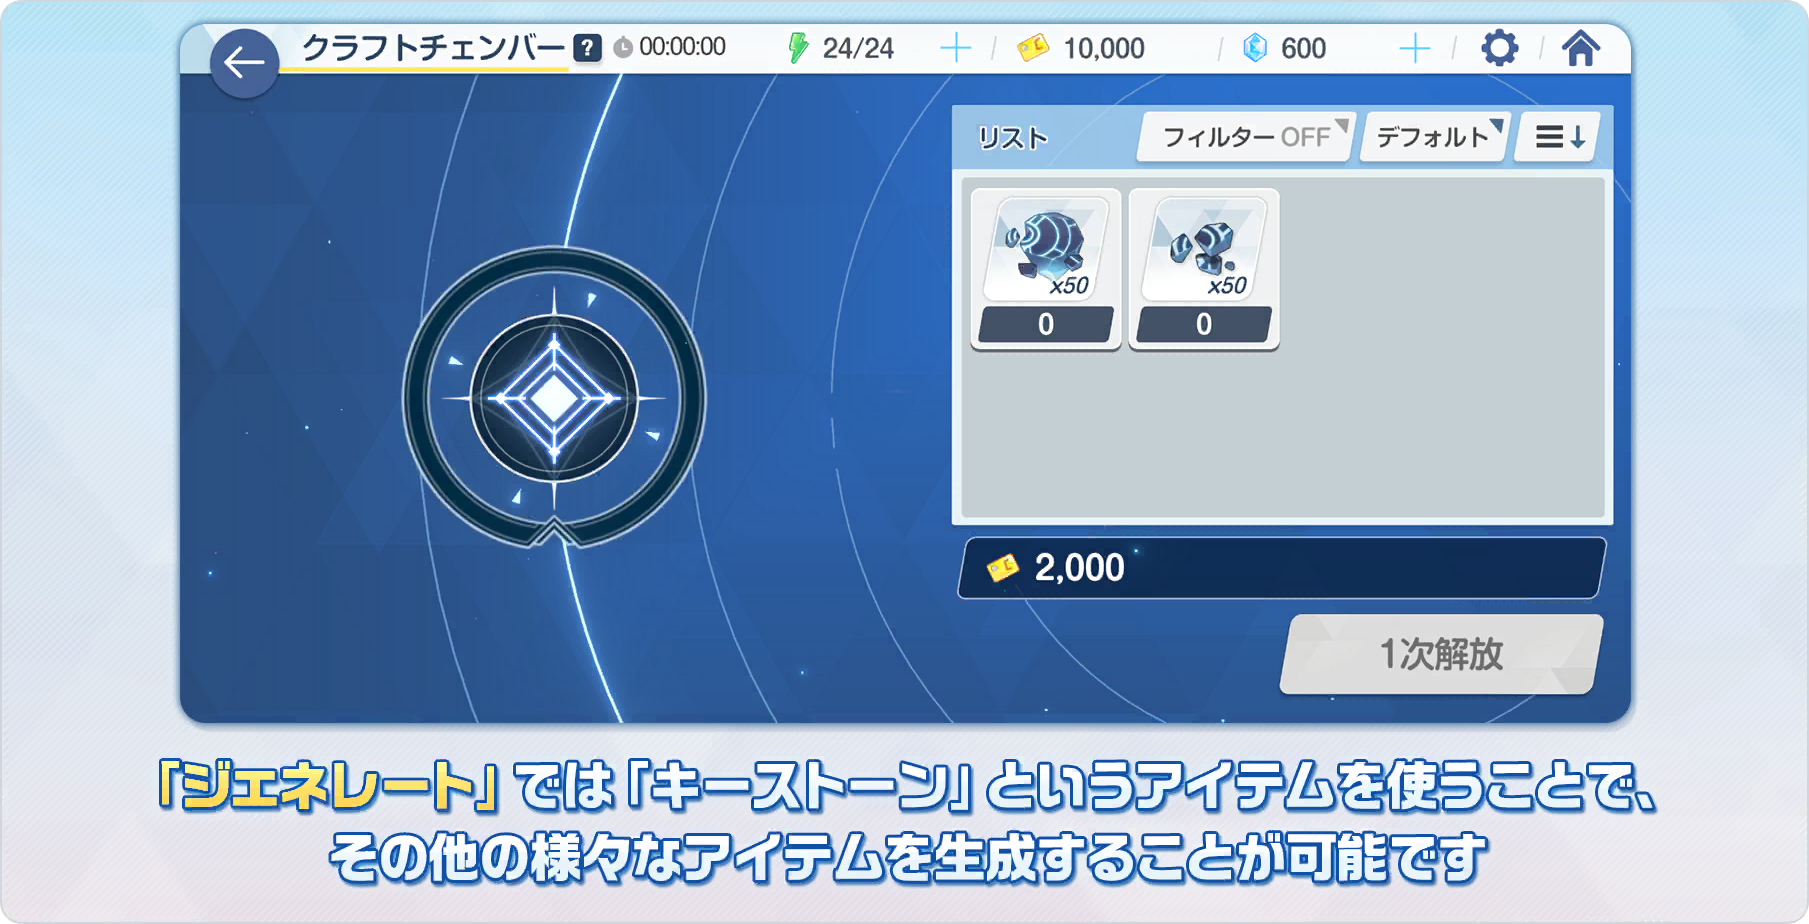 クラフトチェンバー ? 00:00:00 24/24 10,000 600
リスト フィルター OFF デフォルト
x50 x50
0 0
2,000
1次解放
「ジェネレート」では「キーストーン」というアイテムを使うことで、
その他の様々なアイテムを生成することが可能です